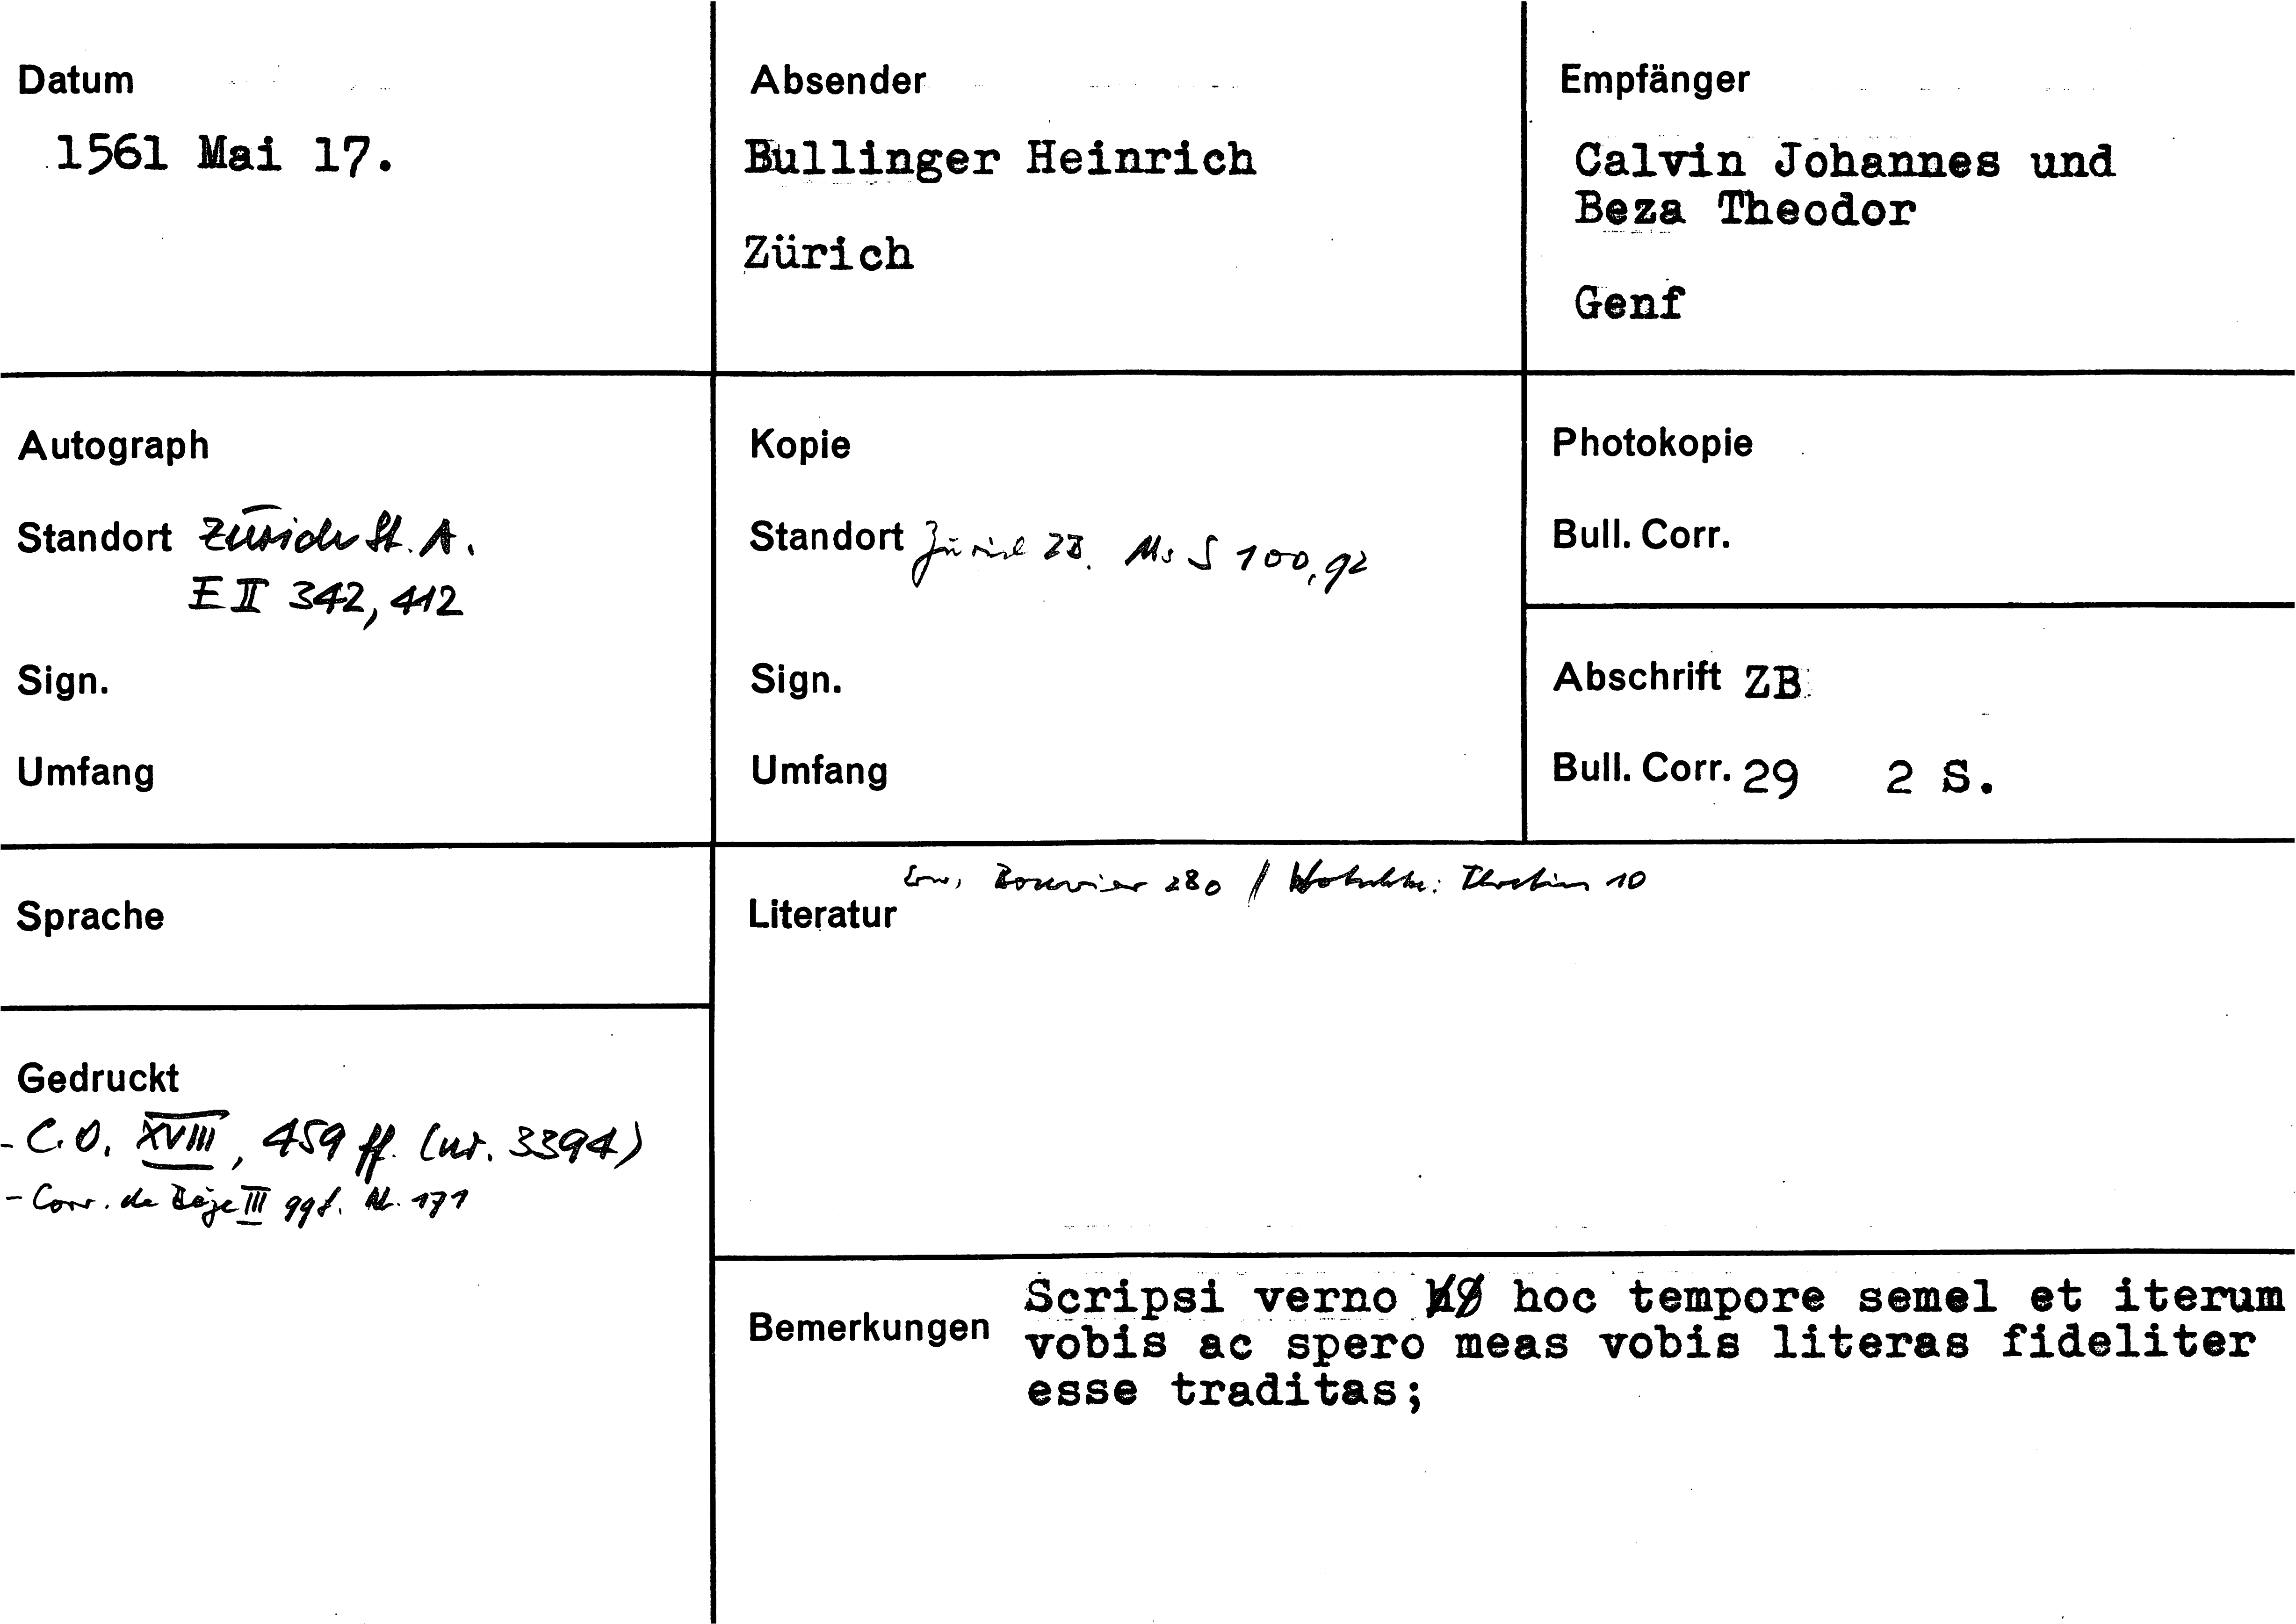 Datum
1561 Mai 17.
Absender
Bullinger Heinrich
Zürich
Empfänger
Calvin Johannes und
Beza Theodor
Genf
Autograph
Standort Zürich St. A.
E II 342, 412
Sign.
Umfang
Kopie
Standort Zürich ZB. Ms S 100, 92
Sign.
Umfang
Photokopie
Bull. Corr.
Abschrift ZB
Bull. Corr. 29 2 S.
Sprache
Gedruckt
- C.O. XVIII, 459 ff. (nr. 3394)
- Corr. de Bèze III 99f. Nr. 171
Erw. Bouvier 280 /
10
Literatur
Bemerkungen
Scripsi verno hoc tempore semel et iterum
vobis ac spero meas vobis literas fideliter
esse traditas;